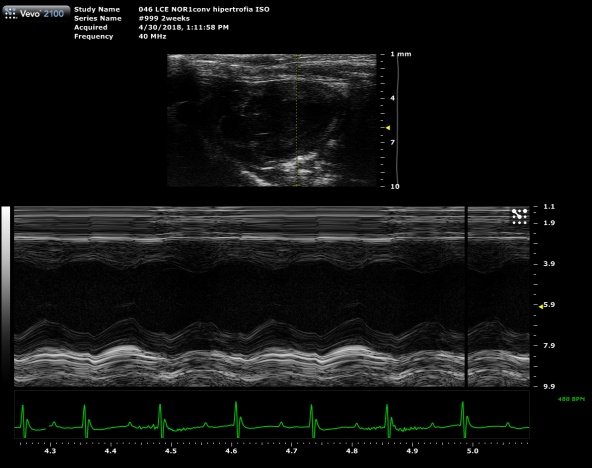 Vevo 2100
Study Name 046 LCE NOR1conv hipertrofia ISO
Series Name #999 2weeks
Acquired 4/30/2018, 1:11:58 PM
Frequency 40 MHz
1 mm
4
7
10
1.1
1.9
3.9
5.9
7.9
9.9
480 BPM
4.3 4.4 4.5 4.6 4.7 4.8 4.9 5.0